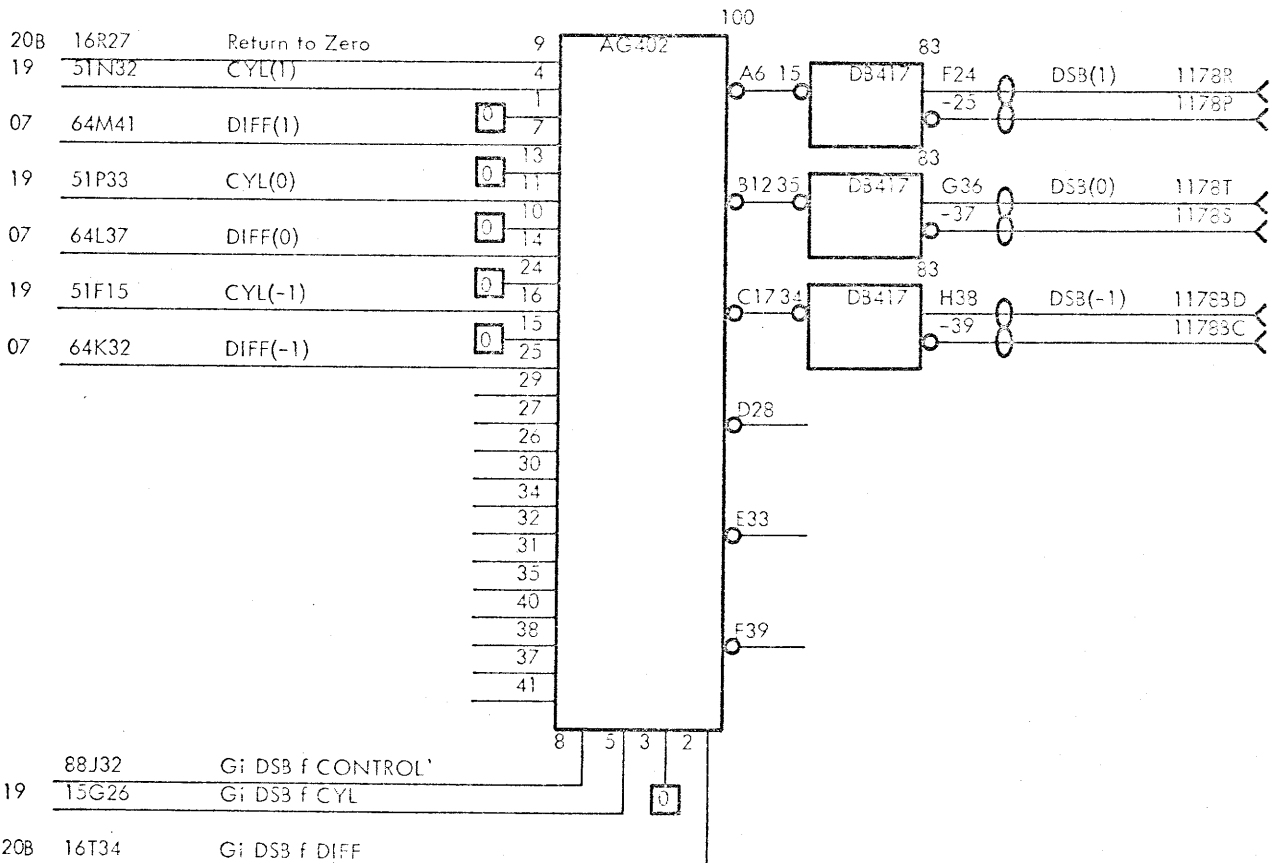 100
20B 16R27 Return to Zero 9 AG402 83
19 51N32 CYL(1) 4 A6 15 DB417 F24 DSB(1) 1178R
1 0 -25 1178P
07 64M41 DIFF(1) 7
13 0 83
19 51P33 CYL(0) 11 B12 35 DB417 G36 DSB(0) 1178T
10 0 -37 1178S
07 64L37 DIFF(0) 14
24 0 83
19 51F15 CYL(-1) 16 C17 34 DB417 H38 DSB(-1) 1178BD
15 0 -39 1178BC
07 64K32 DIFF(-1) 25
29
27 D28
26
30
34
32 E33
31
35
40
38 F39
37
41
8 5 3 2
88J32 Gi DSB f CONTROL'
19 15G26 Gi DSB f CYL 0
20B 16T34 Gi DSB f DIFF